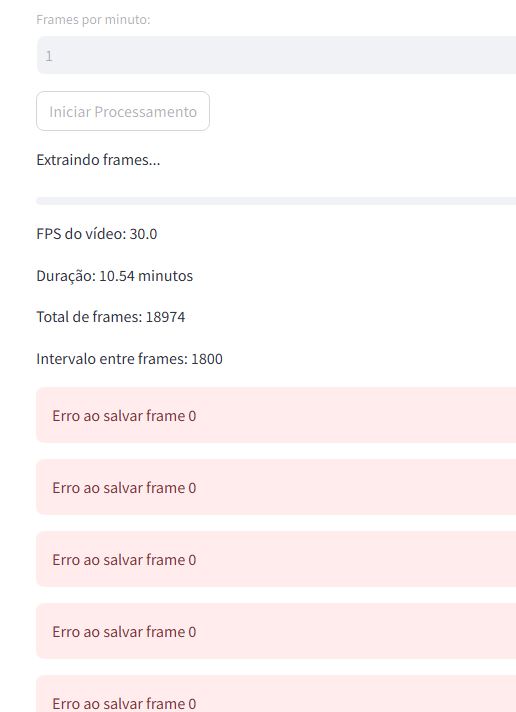 Frames por minuto:
1
Iniciar Processamento
Extraindo frames...
FPS do vídeo: 30.0
Duração: 10.54 minutos
Total de frames: 18974
Intervalo entre frames: 1800
Erro ao salvar frame 0
Erro ao salvar frame 0
Erro ao salvar frame 0
Erro ao salvar frame 0
Erro ao salvar frame 0